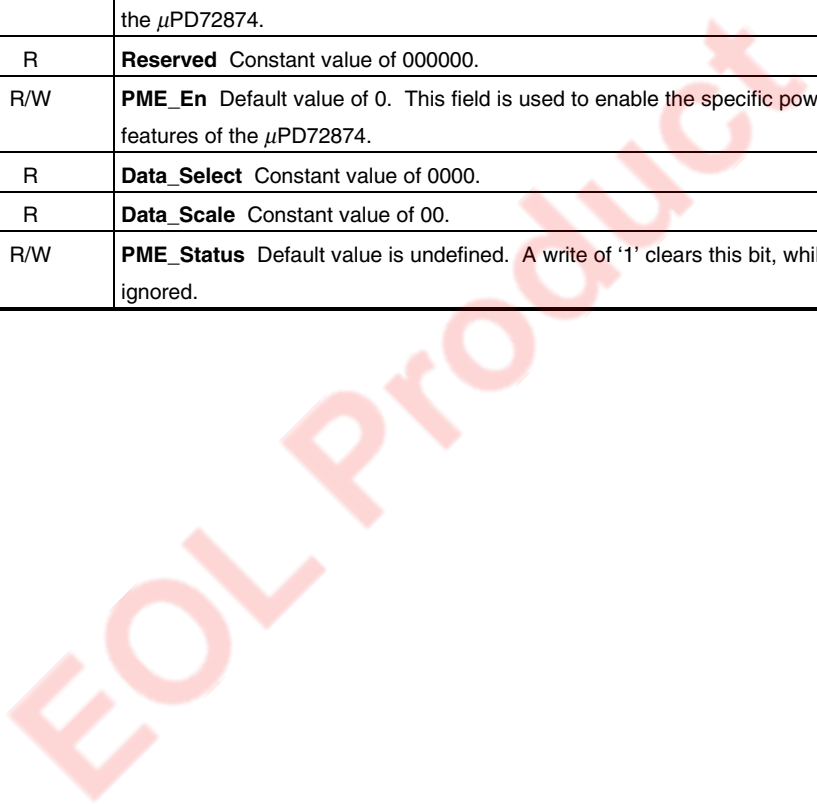 the μPD72874.
R Reserved Constant value of 000000.
R/W PME_En Default value of 0. This field is used to enable the specific
features of the μPD72874.
R Data_Select Constant value of 0000.
R Data_Scale Constant value of 00.
R/W PME_Status Default value is undefined. A write of ‘1’ clears this bit,
ignored.
EOL Product